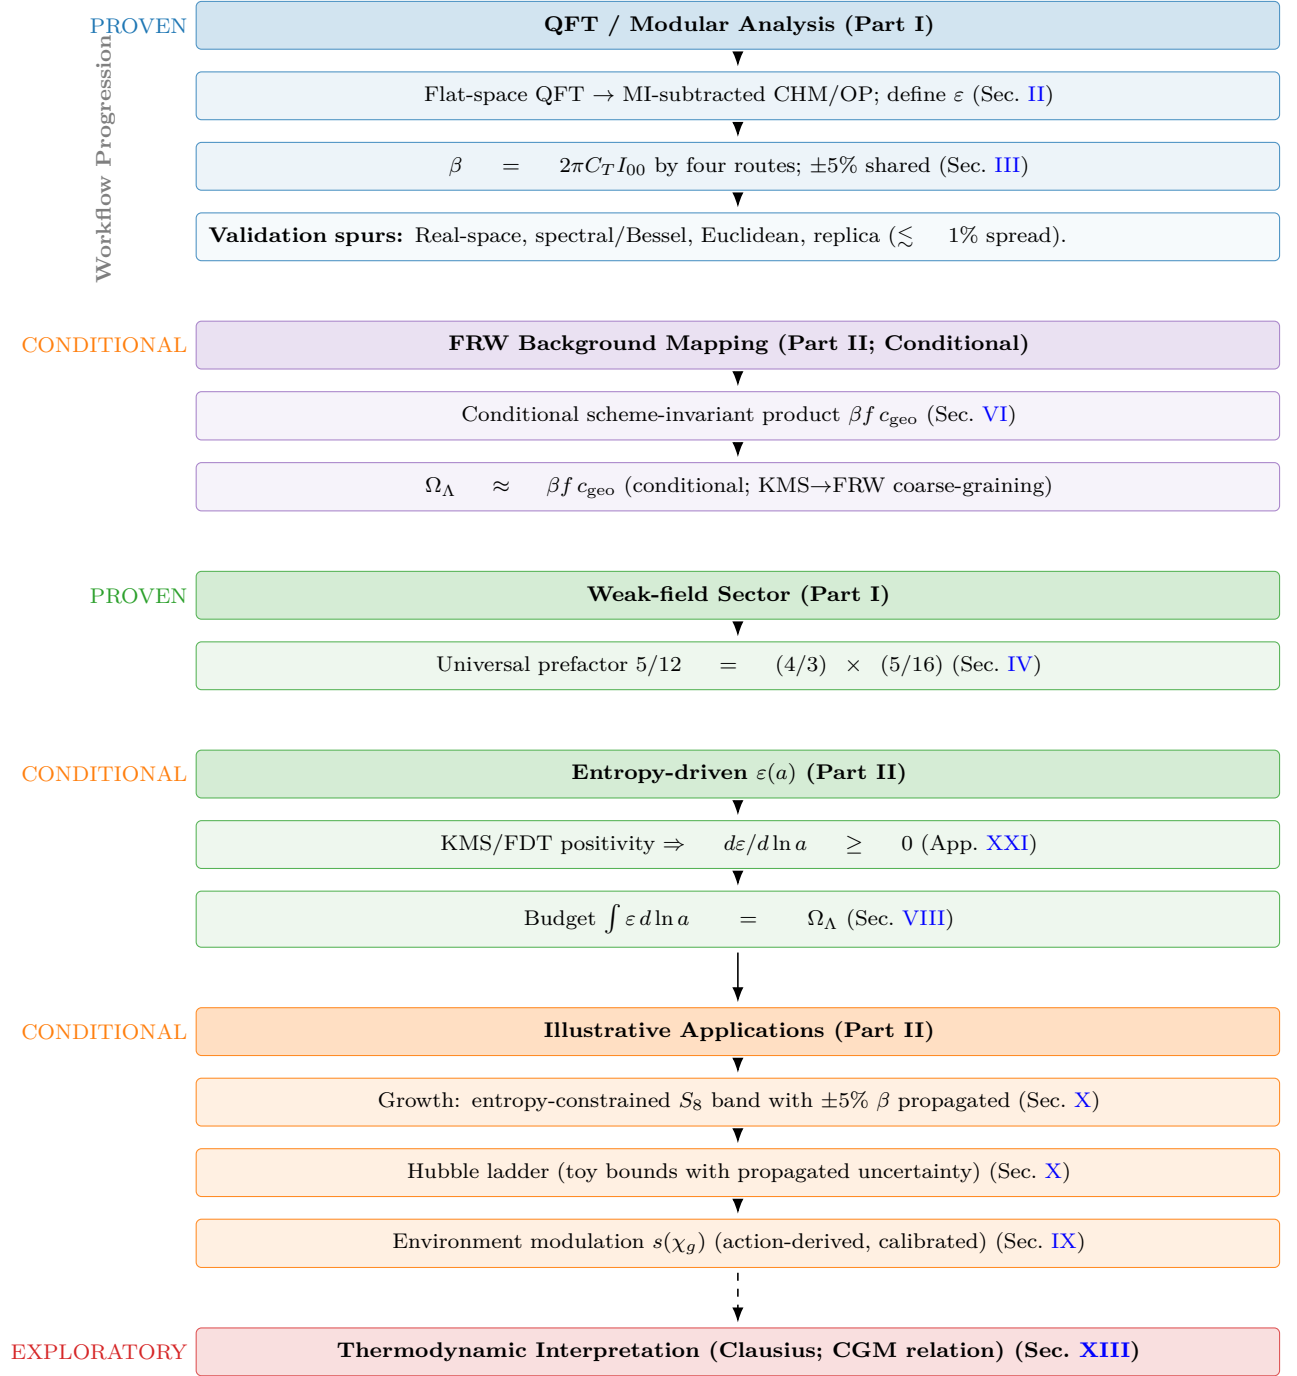 PROVEN
QFT / Modular Analysis (Part I)
Workflow Progression
Flat-space QFT → MI-subtracted CHM/OP; define ε (Sec. II)
β = 2πC_T I_00 by four routes; ±5% shared (Sec. III)
Validation spurs: Real-space, spectral/Bessel, Euclidean, replica (≲ 1% spread).
CONDITIONAL
FRW Background Mapping (Part II; Conditional)
Conditional scheme-invariant product βf c_geo (Sec. VI)
Ω_Λ ≈ βf c_geo (conditional; KMS→FRW coarse-graining)
PROVEN
Weak-field Sector (Part I)
Universal prefactor 5/12 = (4/3) × (5/16) (Sec. IV)
CONDITIONAL
Entropy-driven ε(a) (Part II)
KMS/FDT positivity ⇒ dε/d ln a ≥ 0 (App. XXI)
Budget ∫ ε d ln a = Ω_Λ (Sec. VIII)
CONDITIONAL
Illustrative Applications (Part II)
Growth: entropy-constrained S_8 band with ±5% β propagated (Sec. X)
Hubble ladder (toy bounds with propagated uncertainty) (Sec. X)
Environment modulation s(χ_g) (action-derived, calibrated) (Sec. IX)
EXPLORATORY
Thermodynamic Interpretation (Clausius; CGM relation) (Sec. XIII)